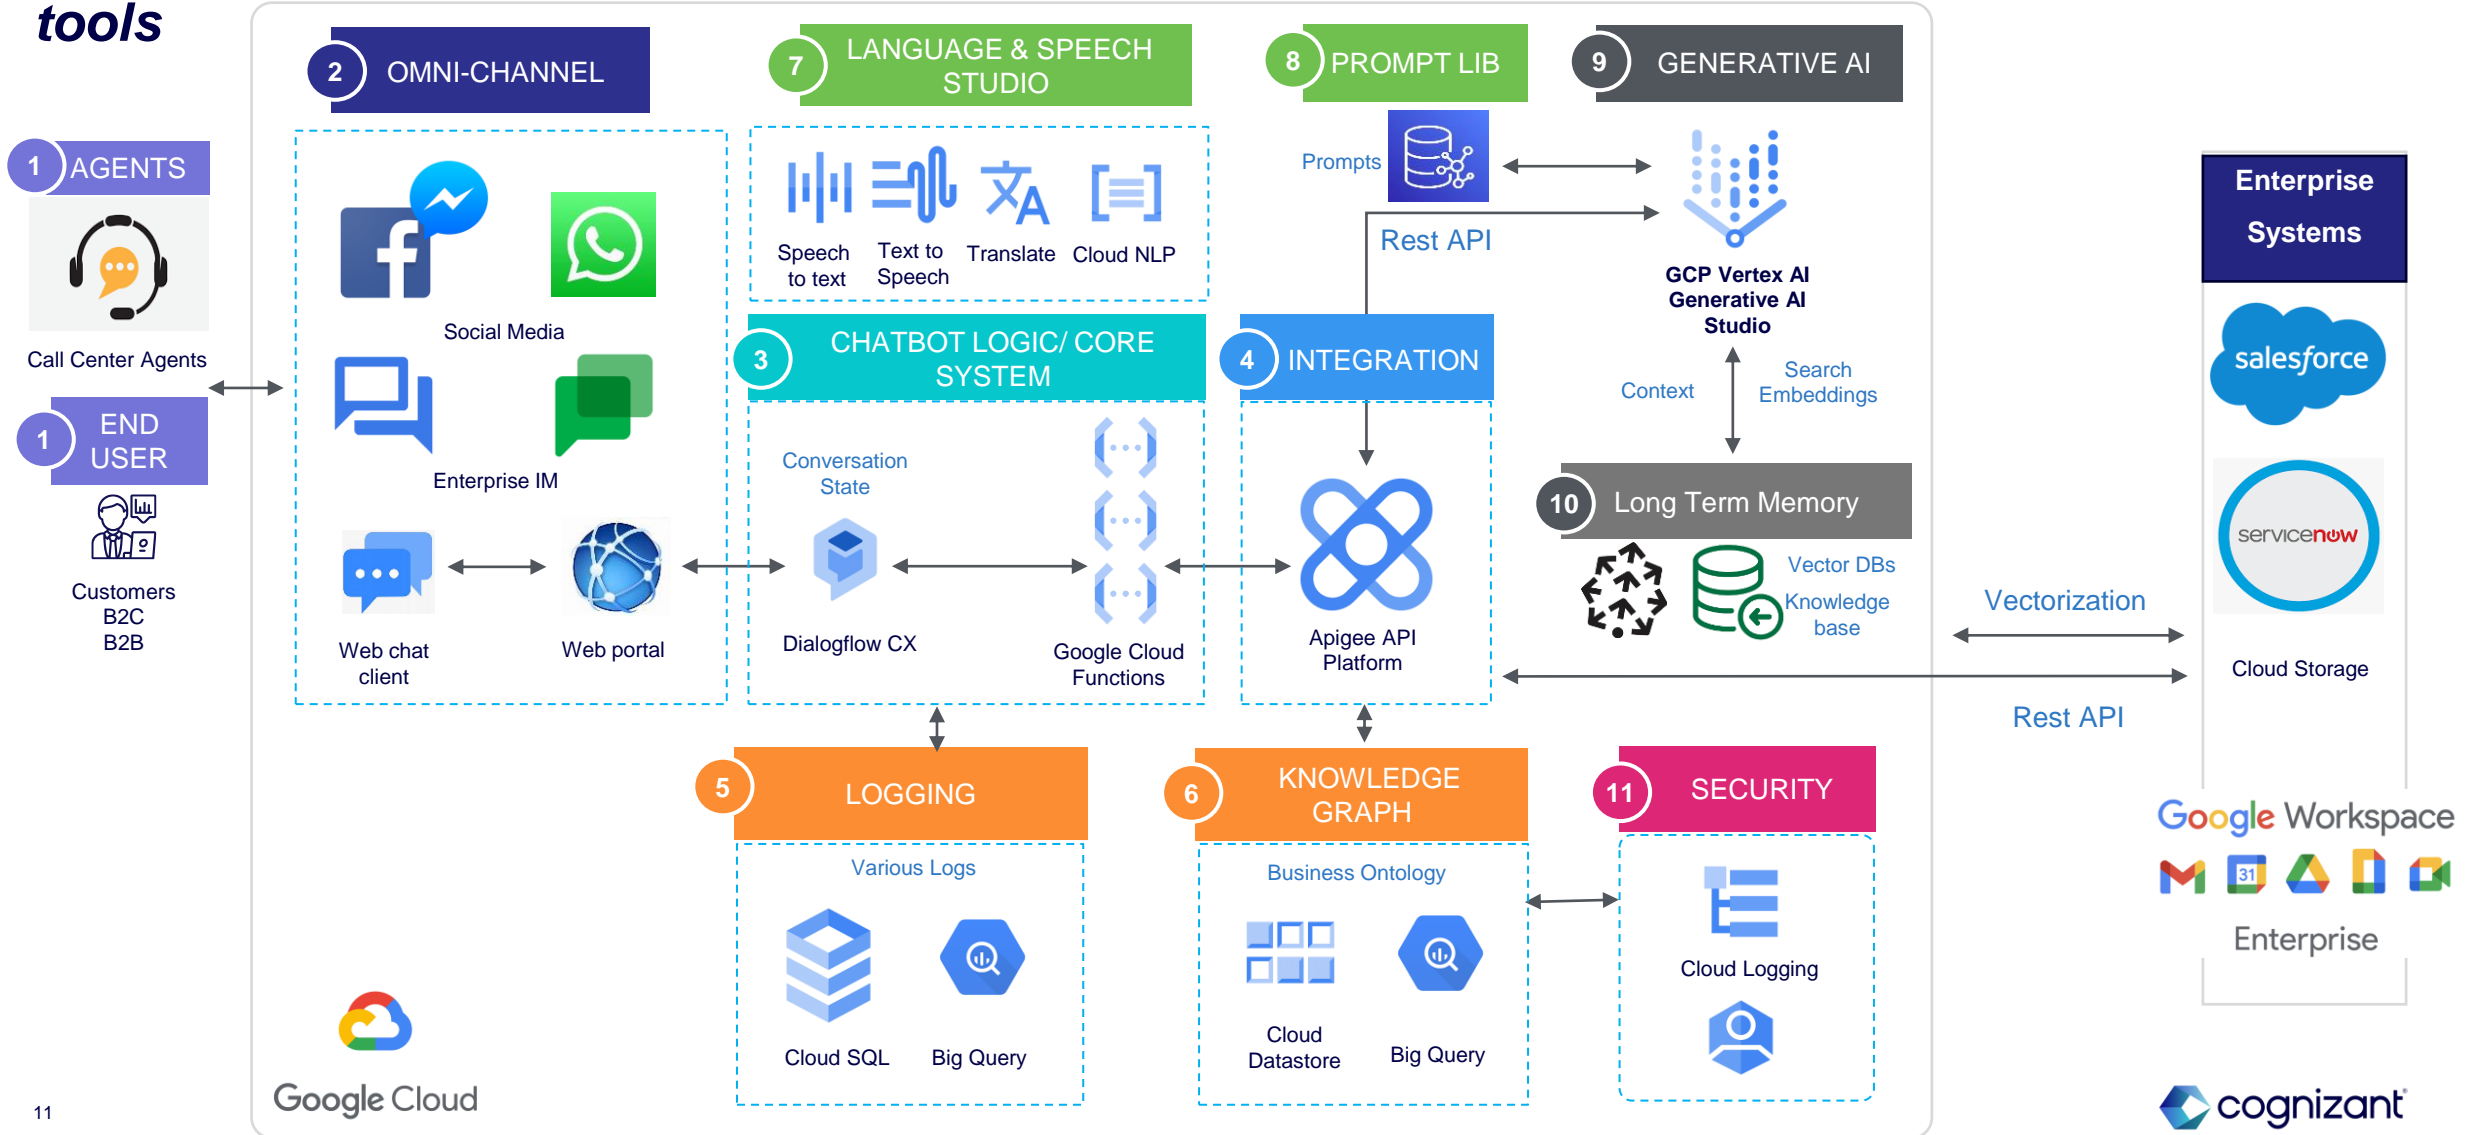 tools
1
AGENTS
Call Center Agents
1
END
USER
Customers
B2C
B2B
2
OMNI-CHANNEL
Social Media
Enterprise IM
Web chat
client
Web portal
7
LANGUAGE & SPEECH
STUDIO
Speech
to text
Text to
Speech
Translate
Cloud NLP
3
CHATBOT LOGIC/ CORE
SYSTEM
Conversation
State
Dialogflow CX
Google Cloud
Functions
4
INTEGRATION
Apigee API
Platform
8
PROMPT LIB
Prompts
Rest API
9
GENERATIVE AI
GCP Vertex AI
Generative AI
Studio
Context
Search
Embeddings
10
Long Term Memory
Vector DBs
Knowledge
base
5
LOGGING
Various Logs
Cloud SQL
Big Query
6
KNOWLEDGE
GRAPH
Business Ontology
Cloud
Datastore
Big Query
11
SECURITY
Cloud Logging
Vectorization
Rest API
Enterprise
Systems
salesforce
servicenow
Cloud Storage
Google Workspace
31
Enterprise
Google Cloud
11
cognizant